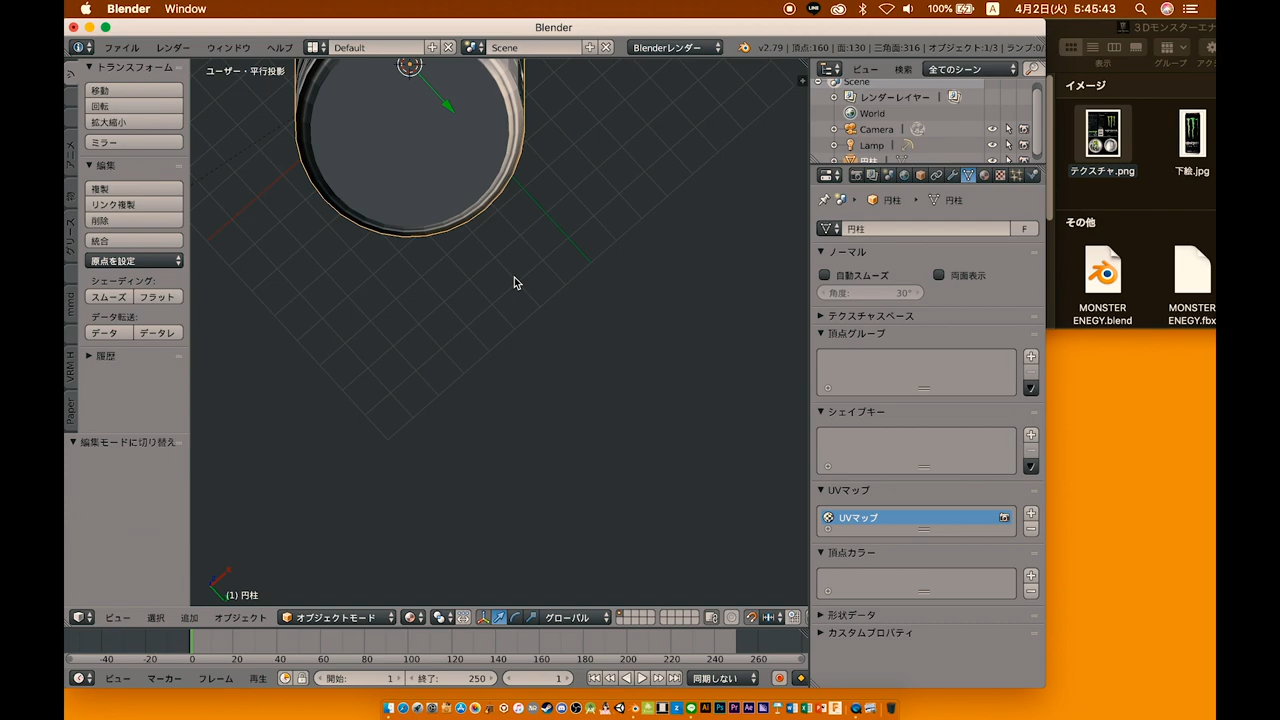 Blender
Window
LINE
100%
A
4月2日(火)
5:45:43
Blender
3Dモンスターエナ
ファイル
レンダー
ウィンドウ
ヘルプ
Default
Scene
Blenderレンダー
v2.79 | 頂点:160 | 面:130 | 三角面:316 | オブジェクト:1/3 | ランプ:0/
表示
グループ
トランスフォーム
移動
回転
拡大縮小
ミラー
編集
複製
リンク複製
削除
統合
原点を設定
シェーディング:
スムーズ
フラット
データ転送:
データ
データレ
履歴
編集モードに切り替え
アニメ
物
グリース
mmd
VRM H
Paper
ユーザー・平行投影
(1) 円柱
ビュー
検索
全てのシーン
Scene
レンダーレイヤー
World
Camera
Lamp
円柱
円柱
円柱
円柱
F
ノーマル
自動スムーズ
両面表示
角度:
30°
テクスチャスペース
頂点グループ
シェイプキー
UVマップ
UVマップ
頂点カラー
形状データ
カスタムプロパティ
イメージ
テクスチャ.png
下絵.jpg
その他
MONSTER
ENEGY.blend
MONSTER
ENEGY.fbx
ビュー
選択
追加
オブジェクト
オブジェクトモード
グローバル
-40
-20
0
20
40
60
80
100
120
140
160
180
200
220
240
260
ビュー
マーカー
フレーム
再生
開始:
1
終了:
250
1
同期しない